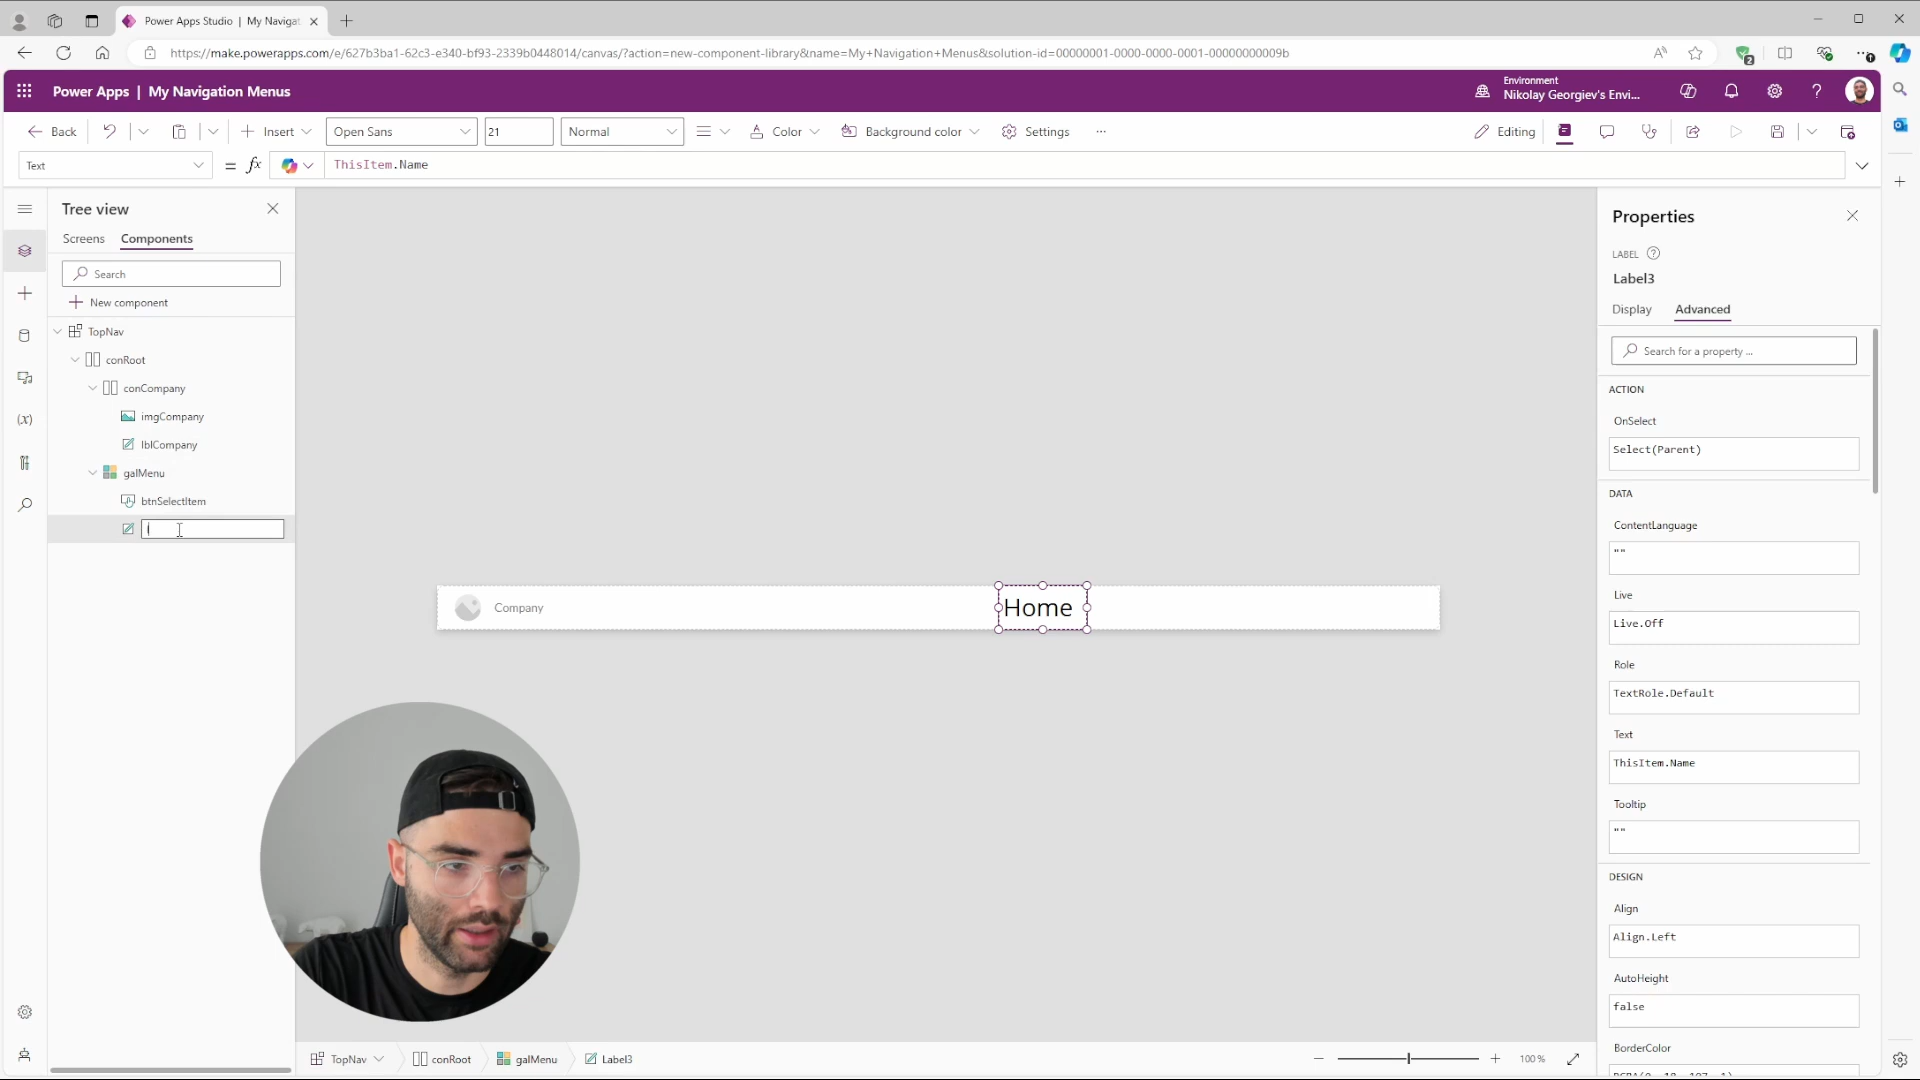 Power Apps Studio | My Navigat
https://make.powerapps.com/e/627b3ba1-62c3-e340-bf93-2339b0448014/canvas/?action=new-component-library&name=My+Navigation+Menus&solution-id=00000001-0000-0000-0001-00000000009b
Power Apps | My Navigation Menus
Environment
Nikolay Georgiev's Envi...
Back
Insert
Open Sans
21
Normal
Color
Background color
Settings
Editing
Text
= fx
ThisItem.Name
Tree view
Screens
Components
Search
New component
TopNav
conRoot
conCompany
imgCompany
lblCompany
galMenu
btnSelectItem
Company
Home
Properties
LABEL
Label3
Display
Advanced
Search for a property ...
ACTION
OnSelect
Select(Parent)
DATA
ContentLanguage
""
Live
Live.Off
Role
TextRole.Default
Text
ThisItem.Name
Tooltip
""
DESIGN
Align
Align.Left
AutoHeight
false
BorderColor
TopNav
conRoot
galMenu
Label3
100 %